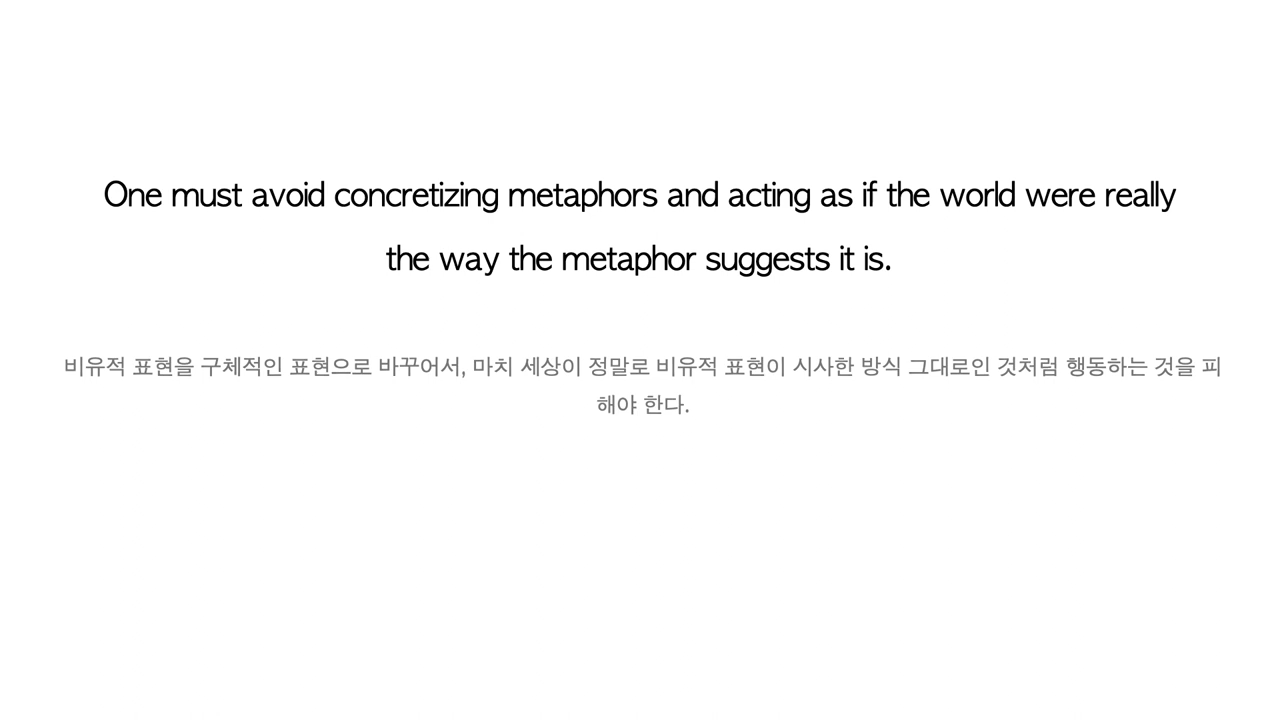 One must avoid concretizing metaphors and acting as if the world were really
the way the metaphor suggests it is.
비유적 표현을 구체적인 표현으로 바꾸어서, 마치 세상이 정말로 비유적 표현이 시사한 방식 그대로인 것처럼 행동하는 것을 피
해야 한다.